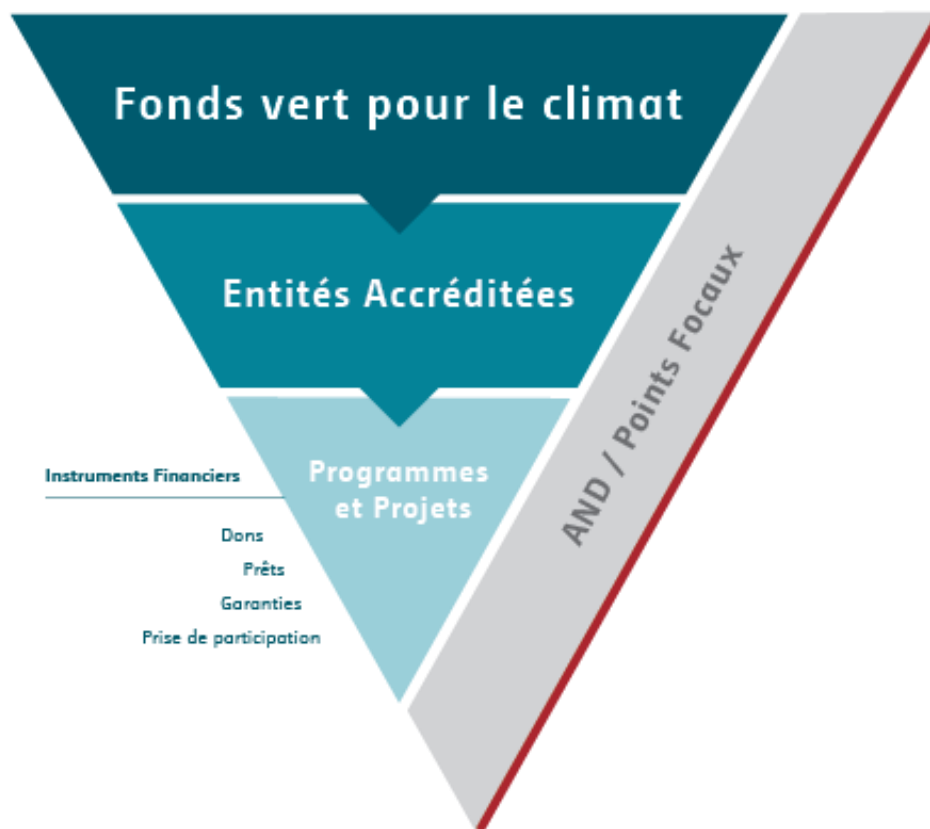 Fonds vert pour le climat
Entités Accréditées
AND / Points Focaux
Programmes
et Projets
Instruments Financiers
Dons
Prêts
Garanties
Prise de participation